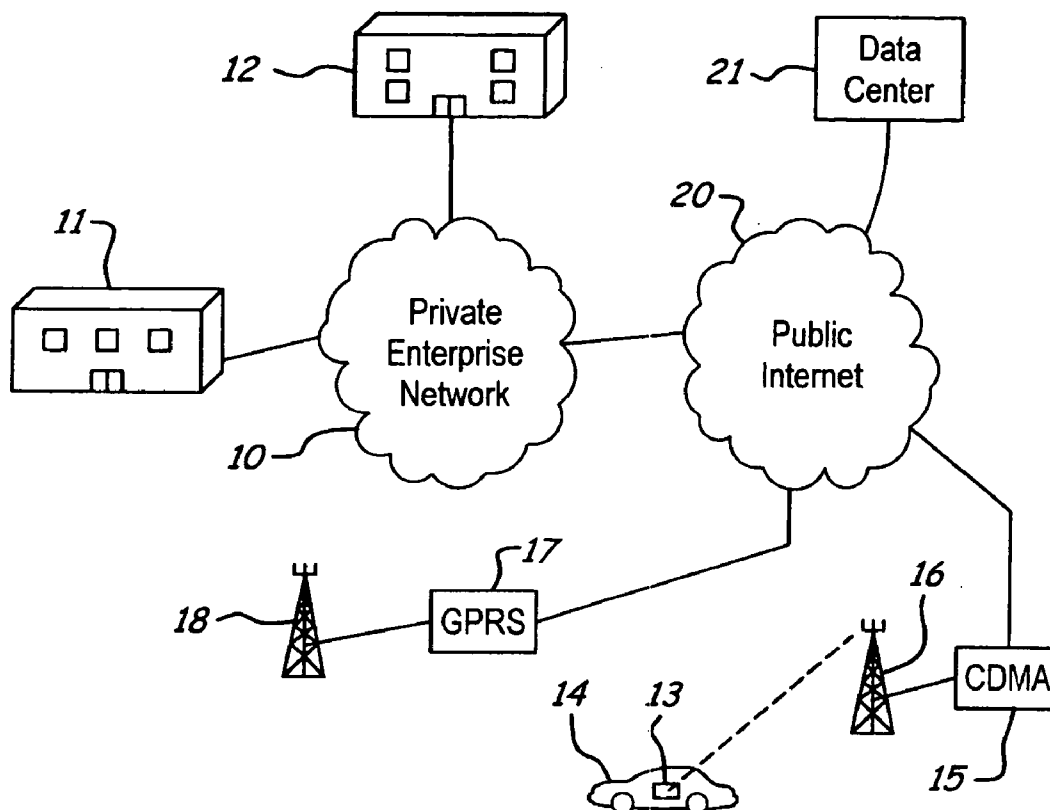 12
21
Data
Center
20
11
Private
Enterprise
Network
Public
Internet
10
17
18
GPRS
16
CDMA
14
13
15